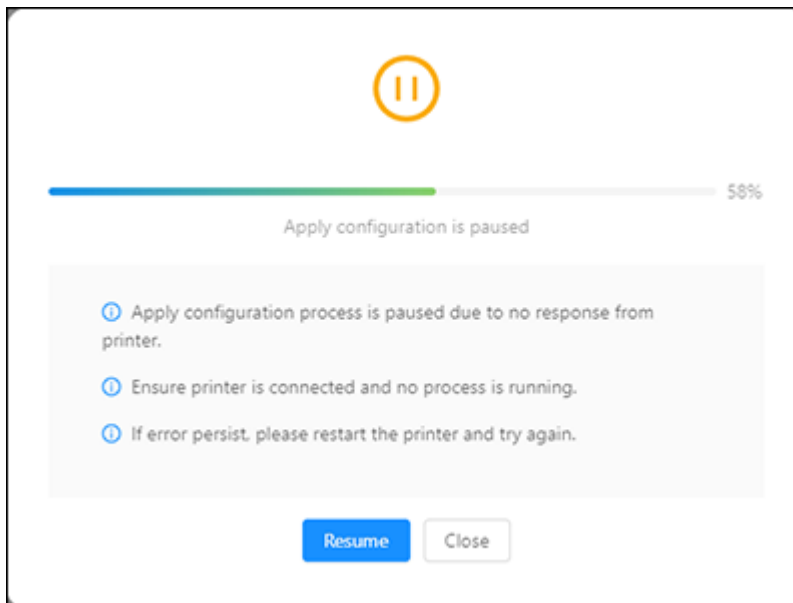 58%
Apply configuration is paused
Apply configuration process is paused due to no response from
printer.
Ensure printer is connected and no process is running.
If error persist, please restart the printer and try again.
Resume Close